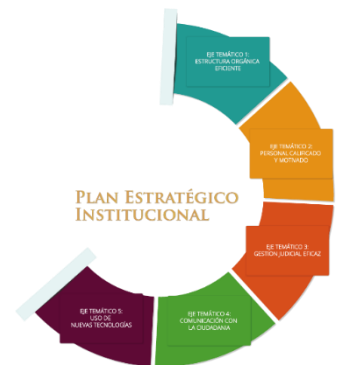 EJE TEMÁTICO 1:
ESTRUCTURA ORGÁNICA
EFICIENTE
EJE TEMÁTICO 2:
PERSONAL CALIFICADO
Y MOTIVADO
PLAN ESTRATÉGICO
INSTITUCIONAL
EJE TEMÁTICO 3:
GESTIÓN JUDICIAL EFICAZ
EJE TEMÁTICO 4:
COMUNICACIÓN CON
LA CIUDADANIA
EJE TEMÁTICO 5:
USO DE
NUEVAS TECNOLOGÍAS